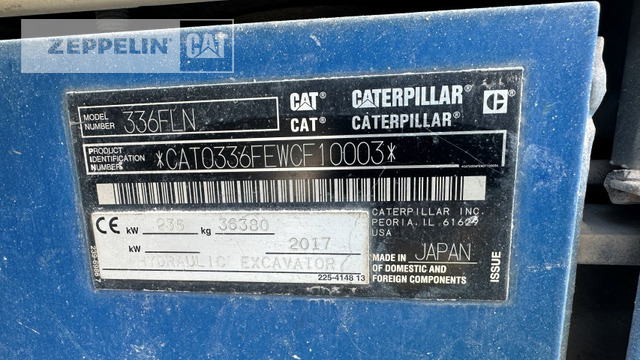 ZEPPELIN CAT
MODEL NUMBER 336FLN CAT CATERPILLAR C
CAT® CATERPILLAR®
PRODUCT IDENTIFICATION NUMBER *CAT0336FEWCF10003*
CE kW 235 kg 36380
kW 2017
HYDRAULIC EXCAVATOR
225-4148 13
CATERPILLAR INC.
PEORIA, IL 61629
USA
MADE IN JAPAN
OF DOMESTIC AND
FOREIGN COMPONENTS
ISSUE